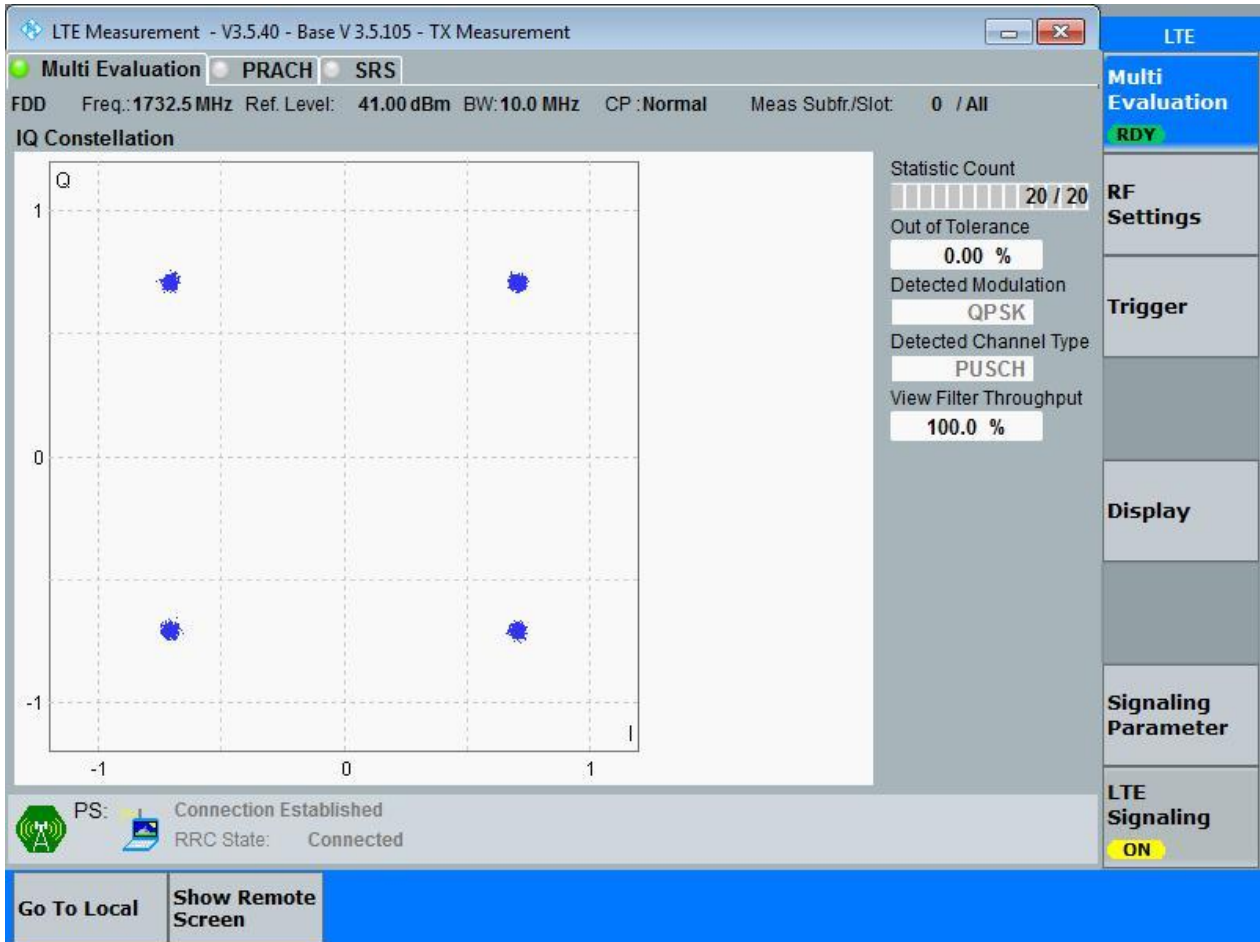 LTE Measurement - V3.5.40 - Base V 3.5.105 - TX Measurement
LTE
Multi Evaluation PRACH SRS
FDD Freq.: 1732.5 MHz Ref. Level: 41.00 dBm BW: 10.0 MHz CP : Normal Meas Subfr./Slot: 0 / All
IQ Constellation
Q
1
0
-1
I
-1 0 1
Statistic Count
20 / 20
Out of Tolerance
0.00 %
Detected Modulation
QPSK
Detected Channel Type
PUSCH
View Filter Throughput
100.0 %
Multi
Evaluation
RDY
RF
Settings
Trigger
Display
Signaling
Parameter
LTE
Signaling
ON
PS: Connection Established
RRC State: Connected
Go To Local
Show Remote
Screen